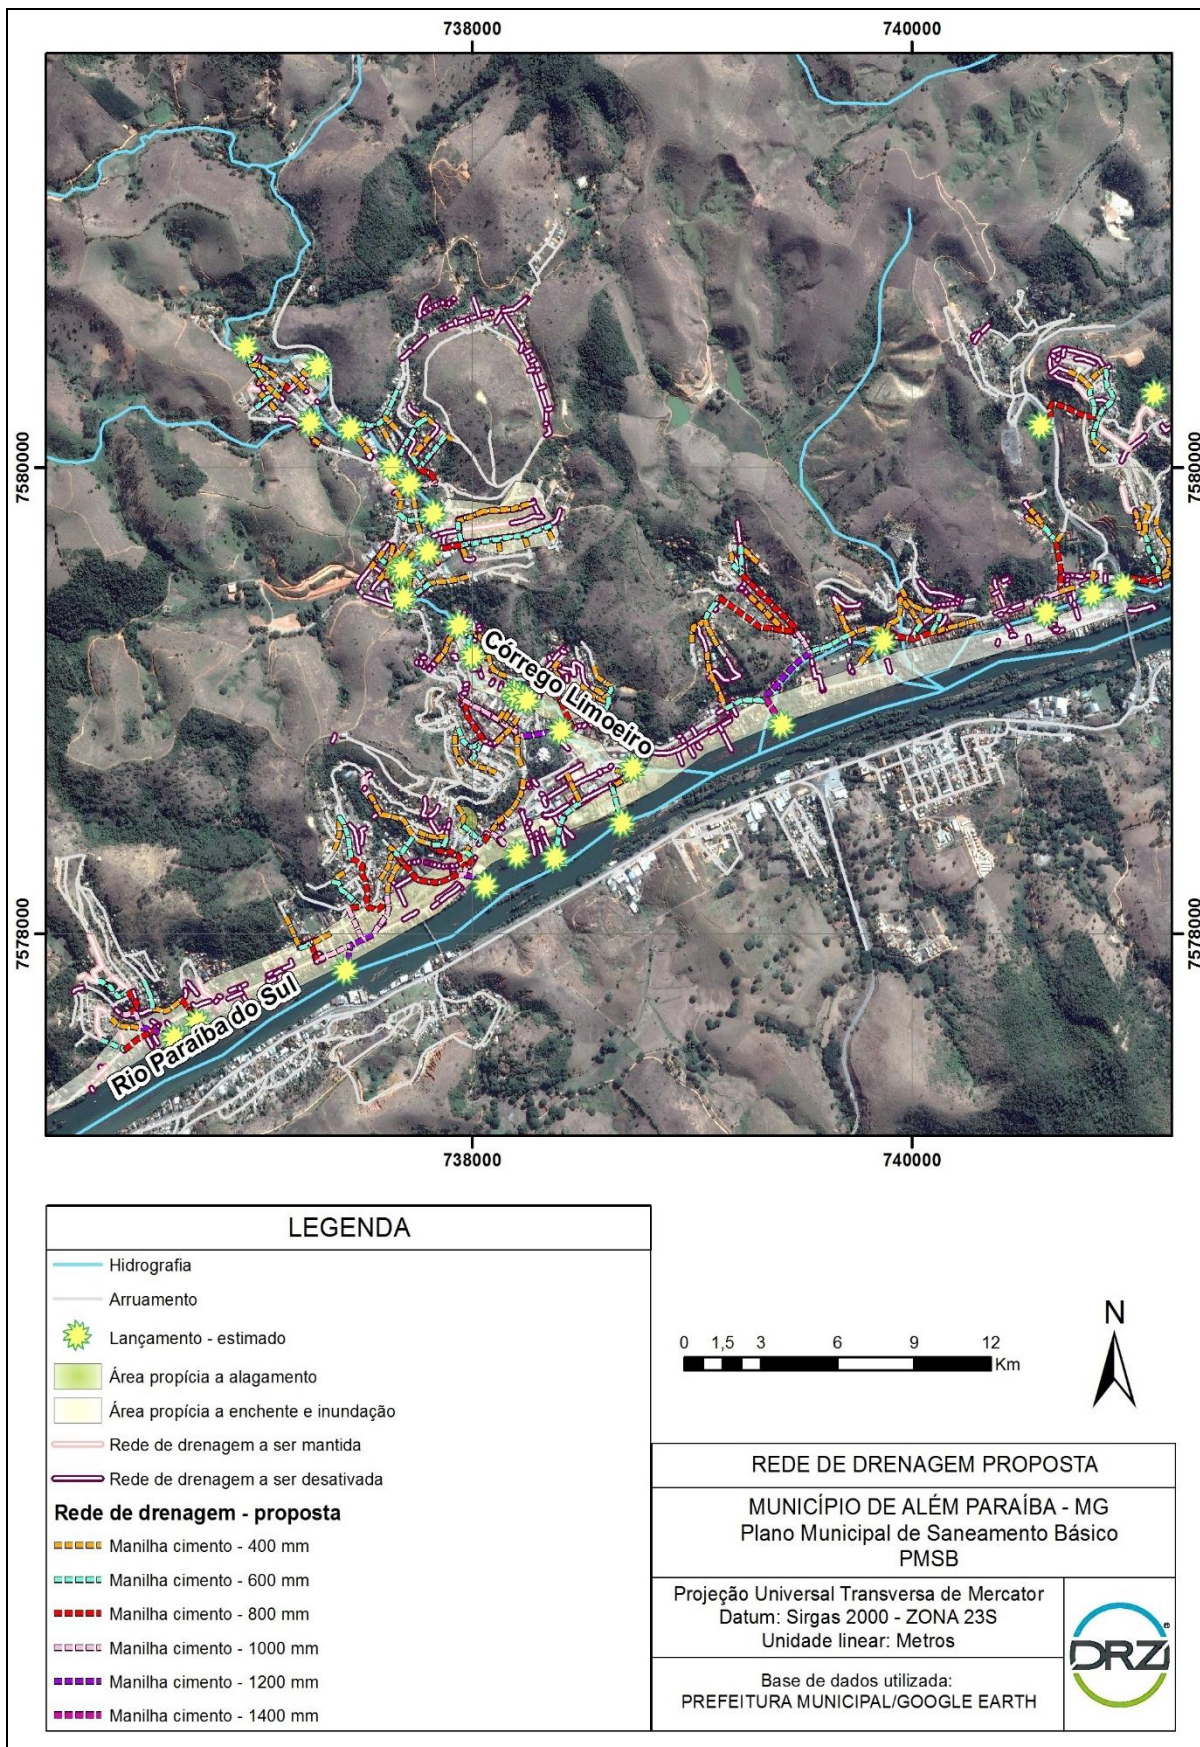 738000
740000
7580000
7580000
Córrego Limoeiro
7578000
7578000
Rio Paraíba do Sul
738000
740000
LEGENDA
Hidrografia
Arruamento
Lançamento - estimado
Área propícia a alagamento
Área propícia a enchente e inundação
Rede de drenagem a ser mantida
Rede de drenagem a ser desativada
Rede de drenagem - proposta
Manilha cimento - 400 mm
Manilha cimento - 600 mm
Manilha cimento - 800 mm
Manilha cimento - 1000 mm
Manilha cimento - 1200 mm
Manilha cimento - 1400 mm
0 1,5 3 6 9 12
Km
N
REDE DE DRENAGEM PROPOSTA
MUNICÍPIO DE ALÉM PARAÍBA - MG
Plano Municipal de Saneamento Básico
PMSB
Projeção Universal Transversa de Mercator
Datum: Sirgas 2000 - ZONA 23S
Unidade linear: Metros
Base de dados utilizada:
PREFEITURA MUNICIPAL/GOOGLE EARTH
DRZ
®